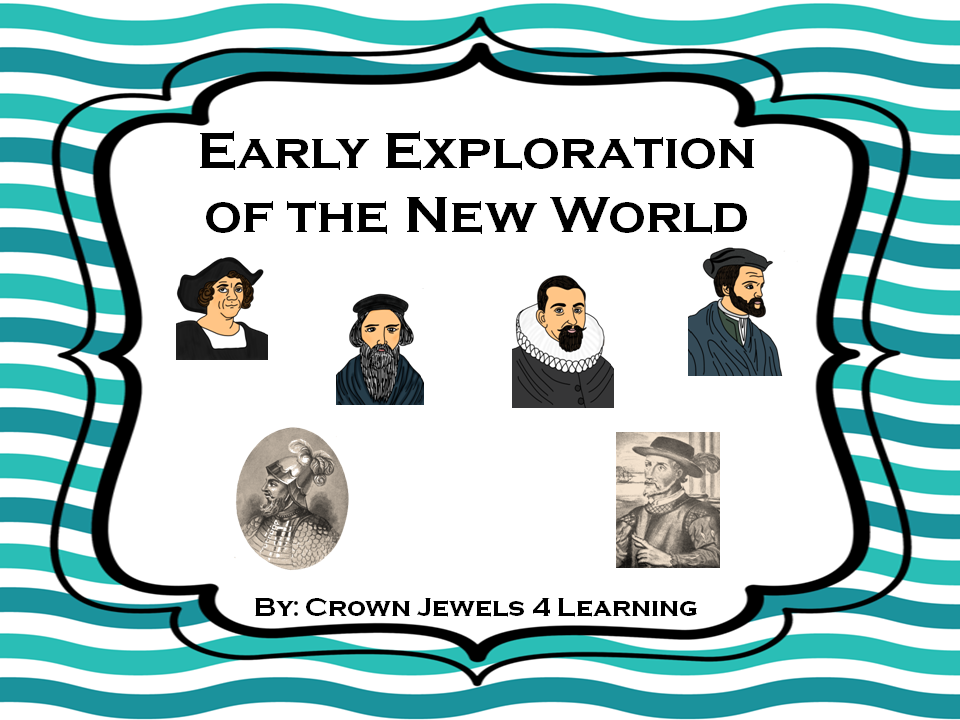 Early Exploration
of the New World
By: Crown Jewels 4 Learning